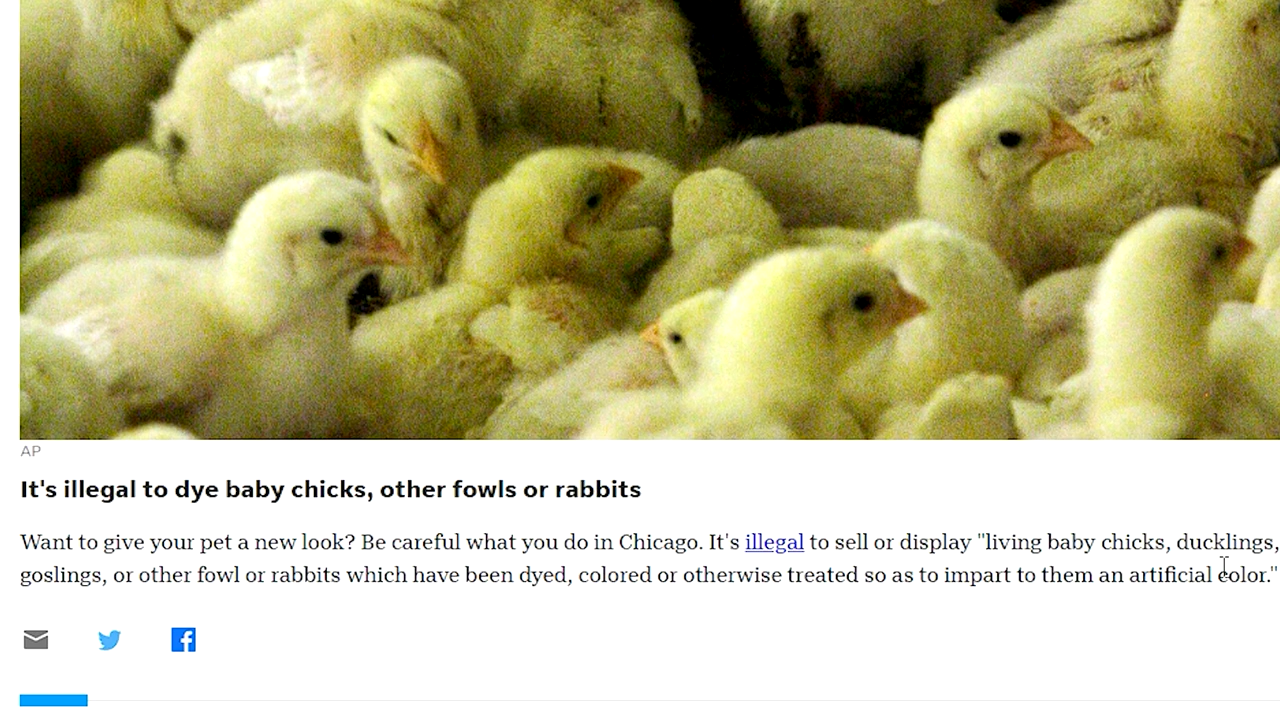 AP
It's illegal to dye baby chicks, other fowls or rabbits
Want to give your pet a new look? Be careful what you do in Chicago. It's illegal to sell or display "living baby chicks, ducklings,
goslings, or other fowl or rabbits which have been dyed, colored or otherwise treated so as to impart to them an artificial color."